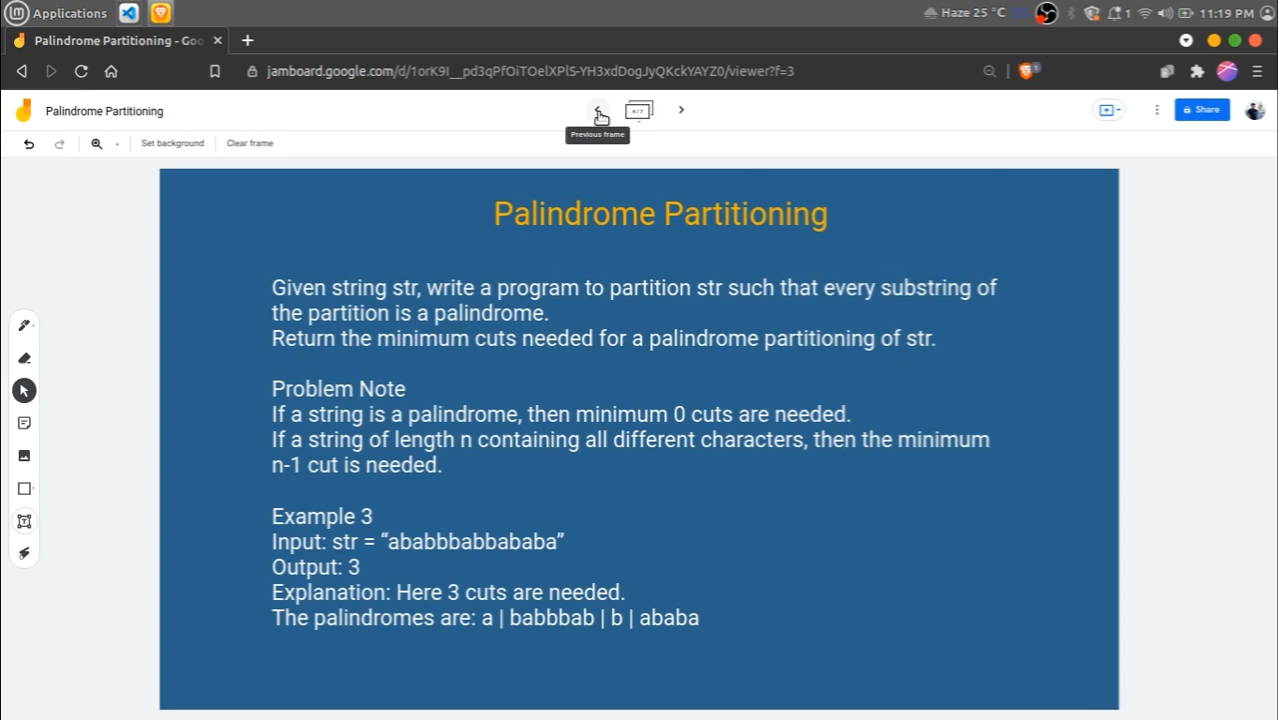 Applications
Haze 25 °C
1
11:19 PM
Palindrome Partitioning - Goo
jamboard.google.com/d/1orK9I__pd3qPfOiTOelXPlS-YH3xdDogJyQKckYAYZ0/viewer?f=3
1
Palindrome Partitioning
4/7
Share
Previous frame
Set background
Clear frame
Palindrome Partitioning
Given string str, write a program to partition str such that every substring of
the partition is a palindrome.
Return the minimum cuts needed for a palindrome partitioning of str.
Problem Note
If a string is a palindrome, then minimum 0 cuts are needed.
If a string of length n containing all different characters, then the minimum
n-1 cut is needed.
Example 3
Input: str = “ababbbabbababa”
Output: 3
Explanation: Here 3 cuts are needed.
The palindromes are: a | babbbab | b | ababa